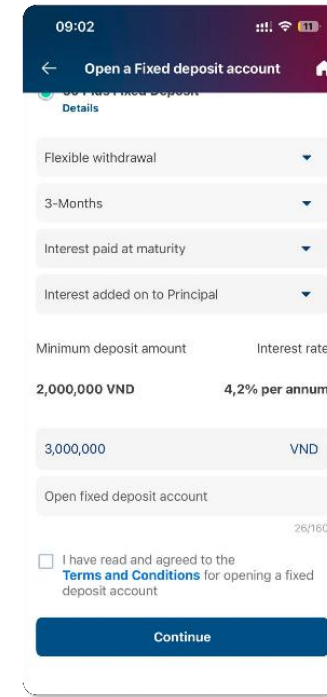 09:02
11
Open a Fixed deposit account
Fixed Deposit
Details
Flexible withdrawal
3-Months
Interest paid at maturity
Interest added on to Principal
Minimum deposit amount Interest rate
2,000,000 VND 4,2% per annum
3,000,000 VND
Open fixed deposit account
26/160
I have read and agreed to the
Terms and Conditions for opening a fixed
deposit account
Continue